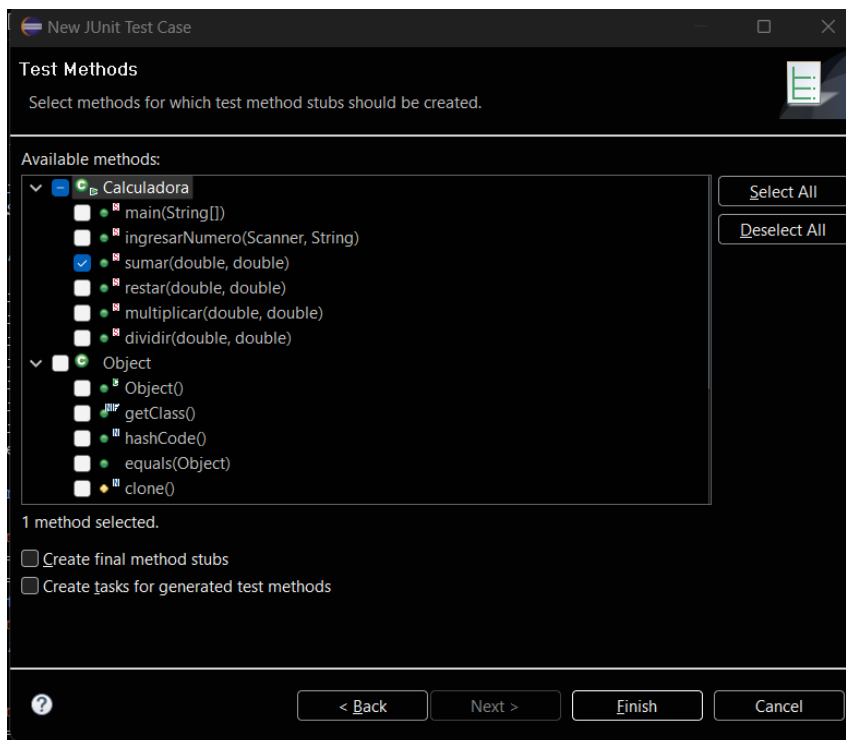 New JUnit Test Case
Test Methods
Select methods for which test method stubs should be created.
Available methods:
Calculadora
main(String[])
ingresarNumero(Scanner, String)
sumar(double, double)
restar(double, double)
multiplicar(double, double)
dividir(double, double)
Object
Object()
getClass()
hashCode()
equals(Object)
clone()
Select All
Deselect All
1 method selected.
Create final method stubs
Create tasks for generated test methods
< Back
Next >
Finish
Cancel